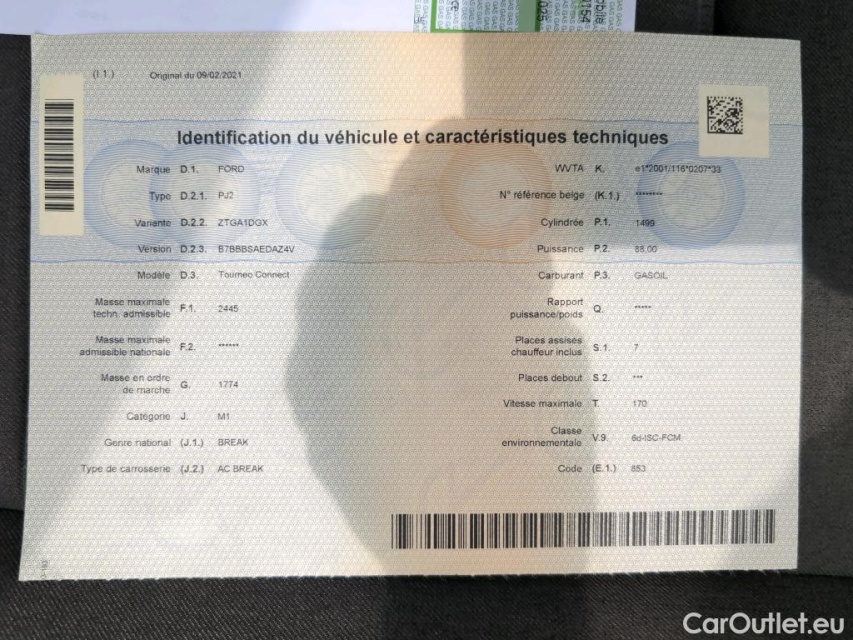 (I.1.) Original du 09/02/2021
Identification du véhicule et caractéristiques techniques
Marque D.1. FORD
Type D.2.1. PJ2
Variante D.2.2. ZTGA1DGX
Version D.2.3. B7BBBSAEDAZ4V
Modèle D.3. Tourneo Connect
Masse maximale
techn. admissible F.1. 2445
Masse maximale
admissible nationale F.2. ******
Masse en ordre
de marche G. 1774
Catégorie J. M1
Genre national (J.1.) BREAK
Type de carrosserie (J.2.) AC BREAK
WVTA K. e1*2001/116*0207*33
N° référence belge (K.1.) ********
Cylindrée P.1. 1499
Puissance P.2. 88.00
Carburant P.3. GASOIL
Rapport
puissance/poids Q. *****
Places assises
chauffeur inclus S.1. 7
Places debout S.2. ***
Vitesse maximale T. 170
Classe
environnementale V.9. 6d-ISC-FCM
Code (E.1.) 853
CarOutlet.eu